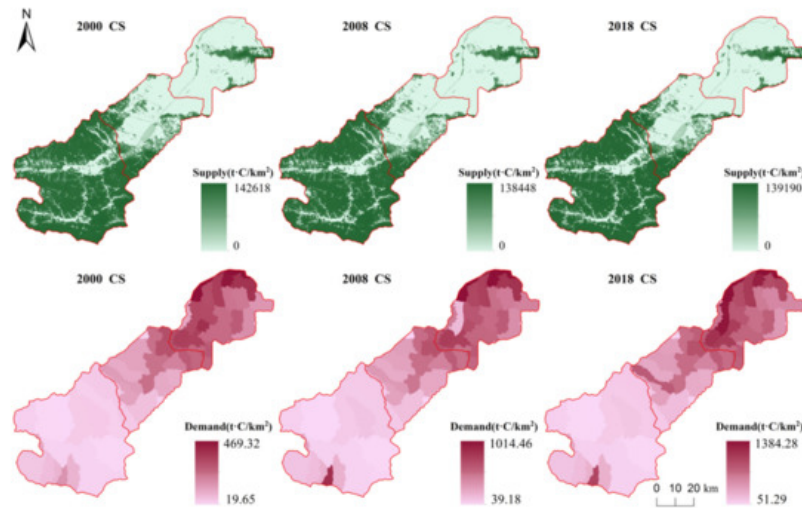 N
2000 CS
2008 CS
2018 CS
Supply(t·C/km²)
142618
0
Supply(t·C/km²)
138448
0
Supply(t·C/km²)
139190
0
2000 CS
2008 CS
2018 CS
Demand(t·C/km²)
469.32
19.65
Demand(t·C/km²)
1014.46
39.18
Demand(t·C/km²)
1384.28
51.29
0 10 20 km